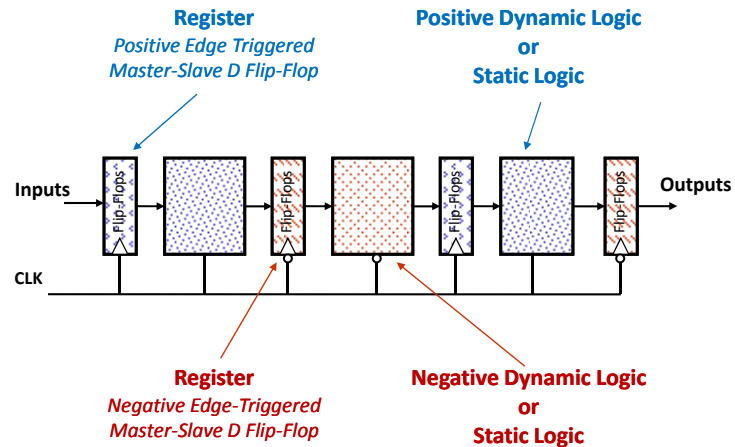 Register
Positive Edge Triggered
Master-Slave D Flip-Flop
Positive Dynamic Logic
or
Static Logic
Inputs
Flip-Flops
Flip-Flops
Flip-Flops
Flip-Flops
Outputs
CLK
Register
Negative Edge-Triggered
Master-Slave D Flip-Flop
Negative Dynamic Logic
or
Static Logic